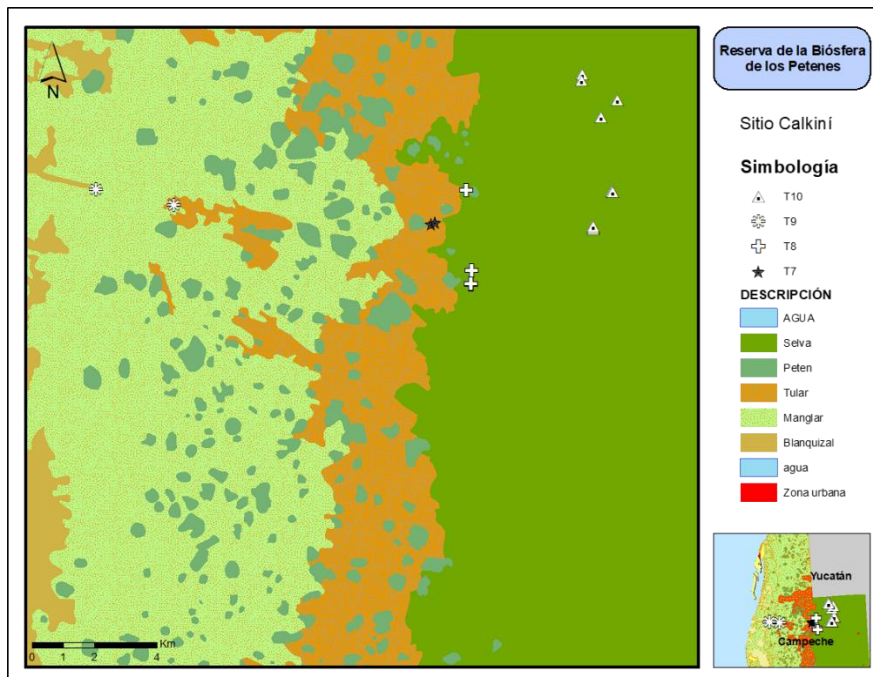 Reserva de la Biósfera
de los Petenes
N
Sitio Calkiní
Simbología
T10
T9
T8
T7
DESCRIPCIÓN
AGUA
Selva
Peten
Tular
Manglar
Blanquizal
agua
Zona urbana
Km
0 1 2 4
Yucatán
Campeche